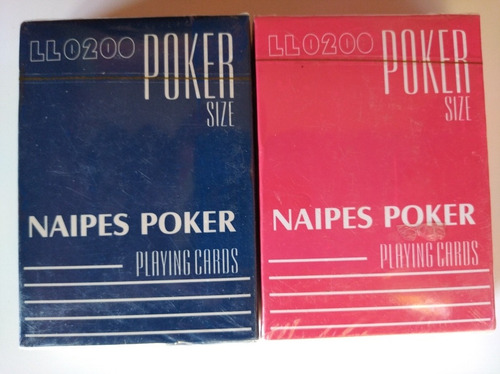 LL0200
POKER
SIZE
NAIPES POKER
PLAYING CARDS
LL0200
POKER
SIZE
NAIPES POKER
PLAYING CARDS